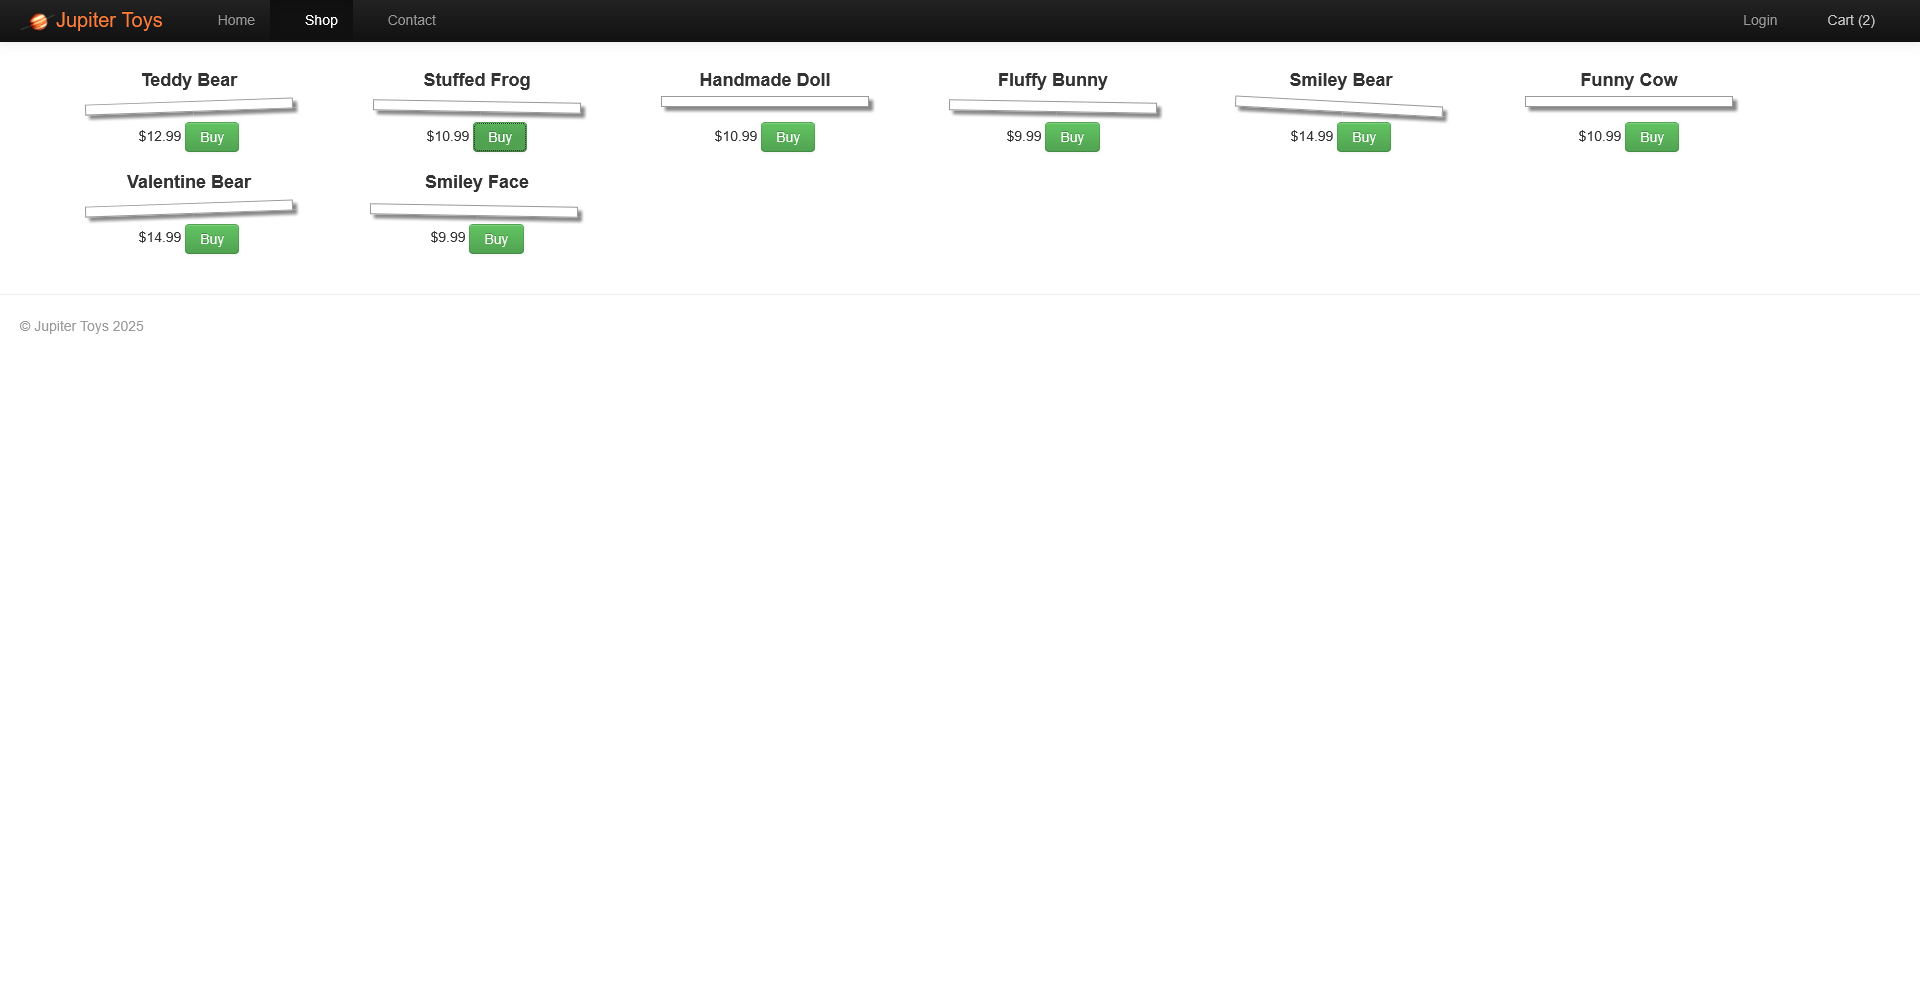 Jupiter Toys Home Shop Contact Login Cart (2)
Teddy Bear Stuffed Frog Handmade Doll Fluffy Bunny Smiley Bear Funny Cow
$12.99 Buy $10.99 Buy $10.99 Buy $9.99 Buy $14.99 Buy $10.99 Buy
Valentine Bear Smiley Face
$14.99 Buy $9.99 Buy
© Jupiter Toys 2025